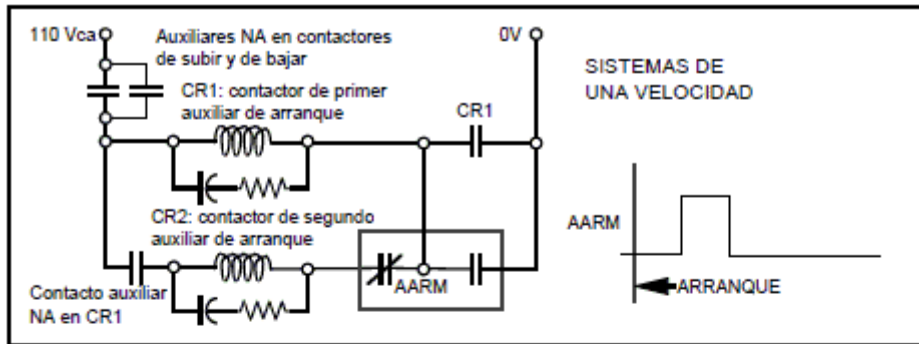 110 Vca
Auxiliares NA en contactores
de subir y de bajar
0V
SISTEMAS DE
UNA VELOCIDAD
CR1: contactor de primer
auxiliar de arranque
CR1
CR2: contactor de segundo
auxiliar de arranque
AARM
AARM
ARRANQUE
Contacto auxiliar
NA en CR1